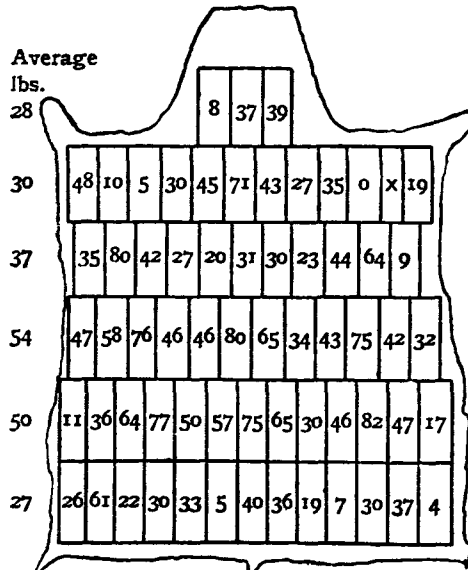 Average
lbs.
28 8 37 39
30 48 10 5 30 45 71 43 27 35 0 x 19
37 35 80 42 27 20 31 30 23 44 64 9
54 47 58 76 46 46 80 65 34 43 75 42 32
50 11 36 64 77 50 57 75 65 30 46 82 47 17
27 26 61 22 30 33 5 40 36 19 7 30 37 4